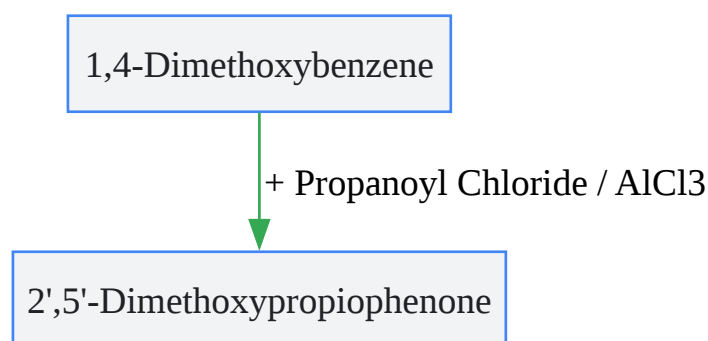 1,4-Dimethoxybenzene
+ Propanoyl Chloride / AlCl3
2',5'-Dimethoxypropiophenone